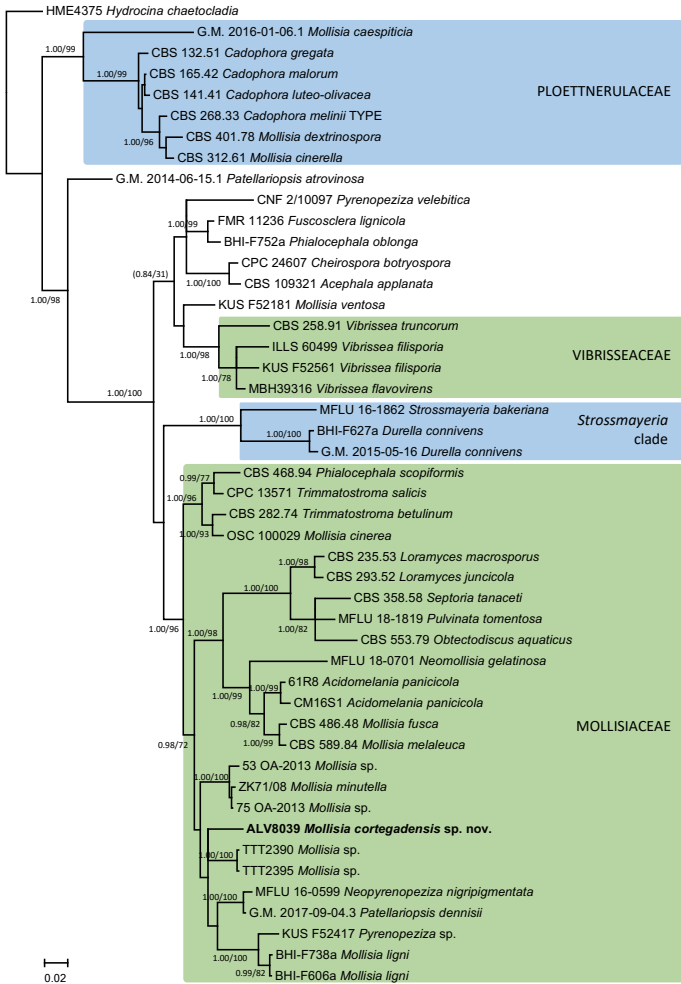 HME4375 Hydrocina chaetocladia
G.M. 2016-01-06.1 Mollisia caespiticia
1.00/99
CBS 132.51 Cadophora gregata
CBS 165.42 Cadophora malorum
1.00/99
CBS 141.41 Cadophora luteo-olivacea
PLOETTNERULACEAE
CBS 268.33 Cadophora melinii TYPE
CBS 401.78 Mollisia dextrinospora
1.00/96
CBS 312.61 Mollisia cinerella
G.M. 2014-06-15.1 Patellariopsis atrovinosa
CNF 2/10097 Pyrenopeziza velebitica
FMR 11236 Fuscosclera lignicola
1.00/99
BHI-F752a Phialocephala oblonga
CPC 24607 Cheirospora botryospora
(0.84/31)
CBS 109321 Acephala applanata
1.00/100
1.00/98
KUS F52181 Mollisia ventosa
CBS 258.91 Vibrissea truncorum
ILLS 60499 Vibrissea filisporia
1.00/98
VIBRISSEACEAE
KUS F52561 Vibrissea filisporia
1.00/78
MBH39316 Vibrissea flavovirens
1.00/100
MFLU 16-1862 Strossmayeria bakeriana
1.00/100
Strossmayeria
clade
BHI-F627a Durella connivens
1.00/100
G.M. 2015-05-16 Durella connivens
CBS 468.94 Phialocephala scopiformis
0.99/77
CPC 13571 Trimmatostroma salicis
1.00/96
CBS 282.74 Trimmatostroma betulinum
1.00/93
OSC 100029 Mollisia cinerea
CBS 235.53 Loramyces macrosporus
1.00/98
CBS 293.52 Loramyces juncicola
1.00/100
CBS 358.58 Septoria tanaceti
MFLU 18-1819 Pulvinata tomentosa
1.00/82
1.00/96
1.00/98
CBS 553.79 Obtectodiscus aquaticus
MFLU 18-0701 Neomollisia gelatinosa
61R8 Acidomelania panicicola
1.00/99
1.00/99
CM16S1 Acidomelania panicicola
CBS 486.48 Mollisia fusca
0.98/82
MOLLISIACEAE
1.00/99
CBS 589.84 Mollisia melaleuca
0.98/72
53 OA-2013 Mollisia sp.
1.00/100
ZK71/08 Mollisia minutella
75 OA-2013 Mollisia sp.
ALV8039 Mollisia cortegadensis sp. nov.
TTT2390 Mollisia sp.
1.00/100
TTT2395 Mollisia sp.
MFLU 16-0599 Neopyrenopeziza nigripigmentata
1.00/100
G.M. 2017-09-04.3 Patellariopsis dennisii
KUS F52417 Pyrenopeziza sp.
1.00/100
BHI-F738a Mollisia ligni
0.99/82
BHI-F606a Mollisia ligni
0.02